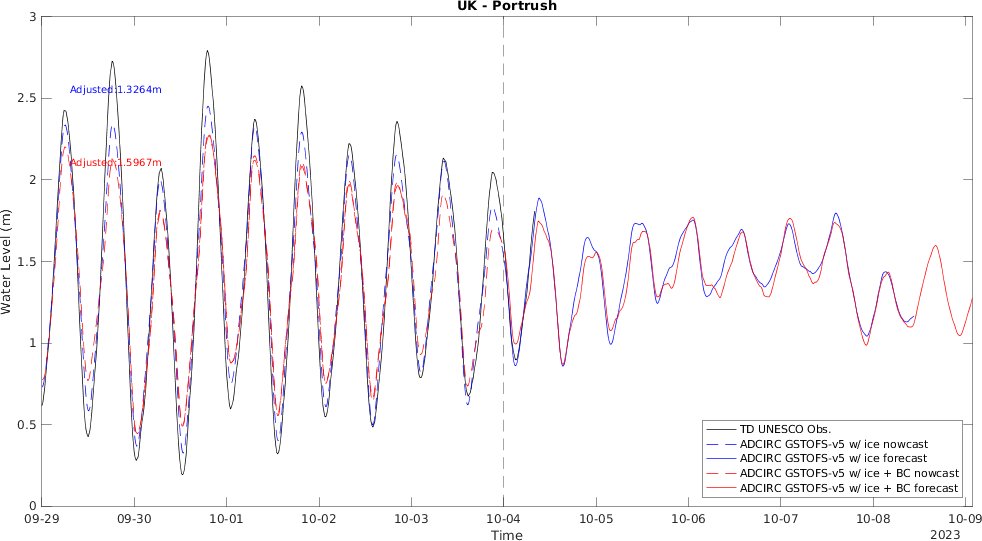 UK - Portrush
3
2.5
2
1.5
1
0.5
0
Water Level (m)
Adjusted:1.3264m
Adjusted:1.5967m
TD UNESCO Obs.
ADCIRC GSTOFS-v5 w/ ice nowcast
ADCIRC GSTOFS-v5 w/ ice forecast
ADCIRC GSTOFS-v5 w/ ice + BC nowcast
ADCIRC GSTOFS-v5 w/ ice + BC forecast
09-29 09-30 10-01 10-02 10-03 10-04 10-05 10-06 10-07 10-08 10-09
Time
2023